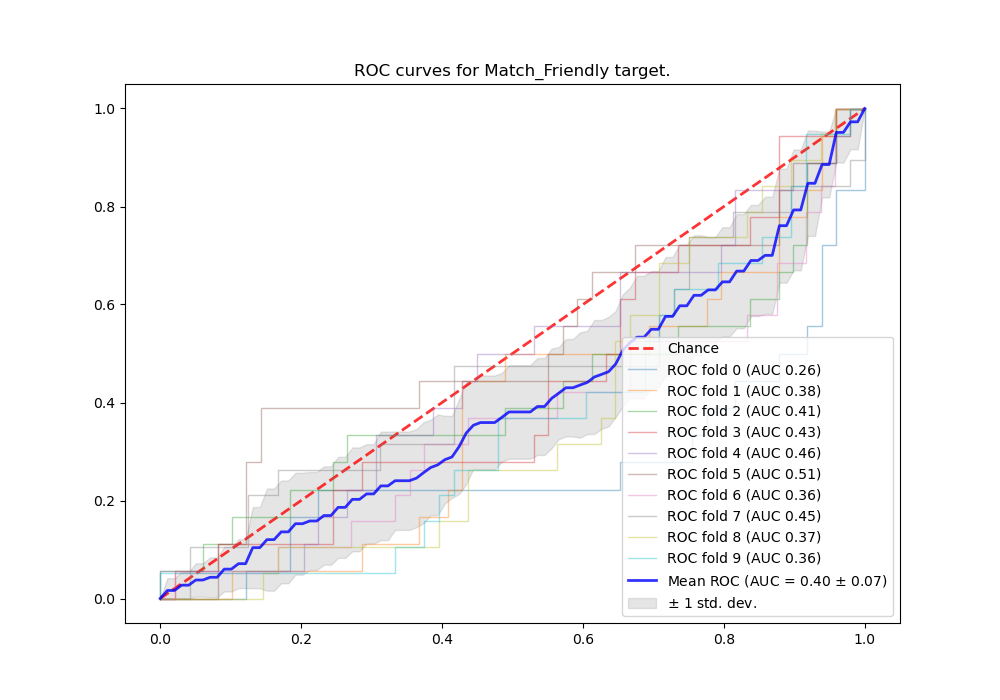 ROC curves for Match_Friendly target.
1.0
0.8
0.6
0.4
0.2
0.0
0.0 0.2 0.4 0.6 0.8 1.0
Chance
ROC fold 0 (AUC 0.26)
ROC fold 1 (AUC 0.38)
ROC fold 2 (AUC 0.41)
ROC fold 3 (AUC 0.43)
ROC fold 4 (AUC 0.46)
ROC fold 5 (AUC 0.51)
ROC fold 6 (AUC 0.36)
ROC fold 7 (AUC 0.45)
ROC fold 8 (AUC 0.37)
ROC fold 9 (AUC 0.36)
Mean ROC (AUC = 0.40 ± 0.07)
± 1 std. dev.